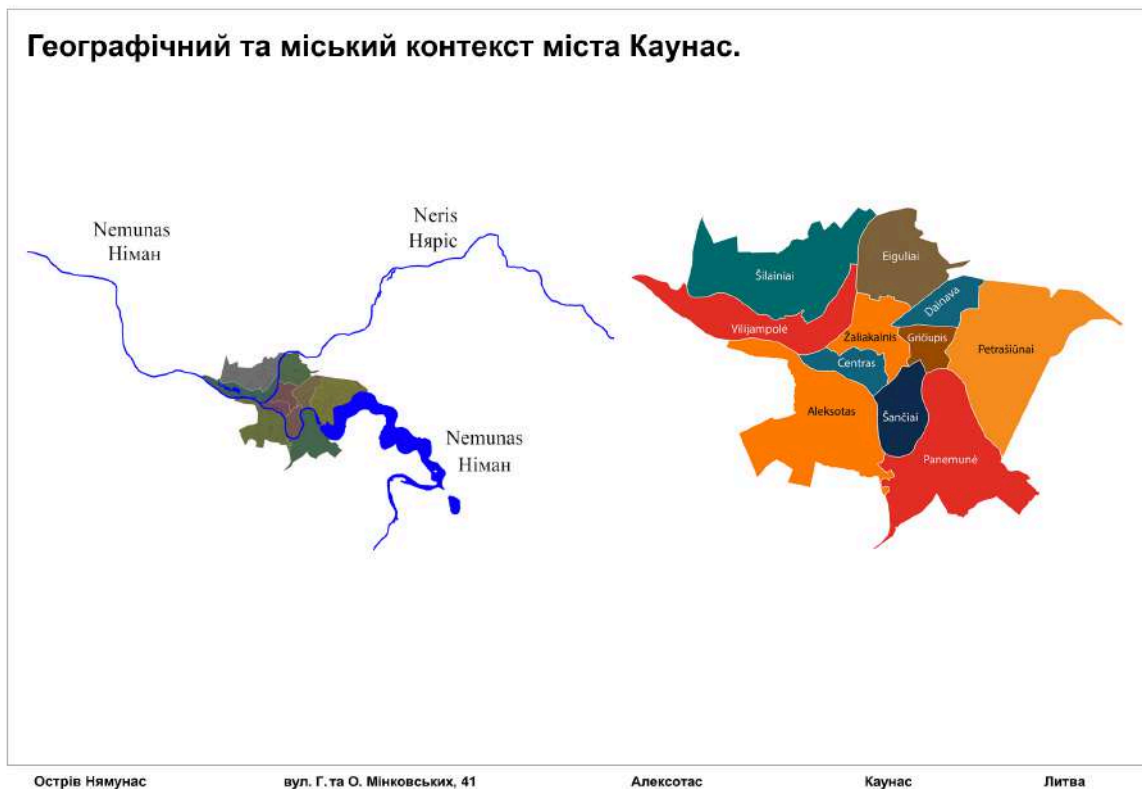 Географічний та міський контекст міста Каунас.
Nemunas
Німан
Neris
Няріс
Nemunas
Німан
Šilainiai
Eiguliai
Dainava
Vilijampolė
Žaliakalnis
Gričiupis
Petrašiūnai
Centras
Aleksotas
Šančiai
Panemunė
Острів Нямунас вул. Г. та О. Мінковських, 41 Алексотас Каунас Литва